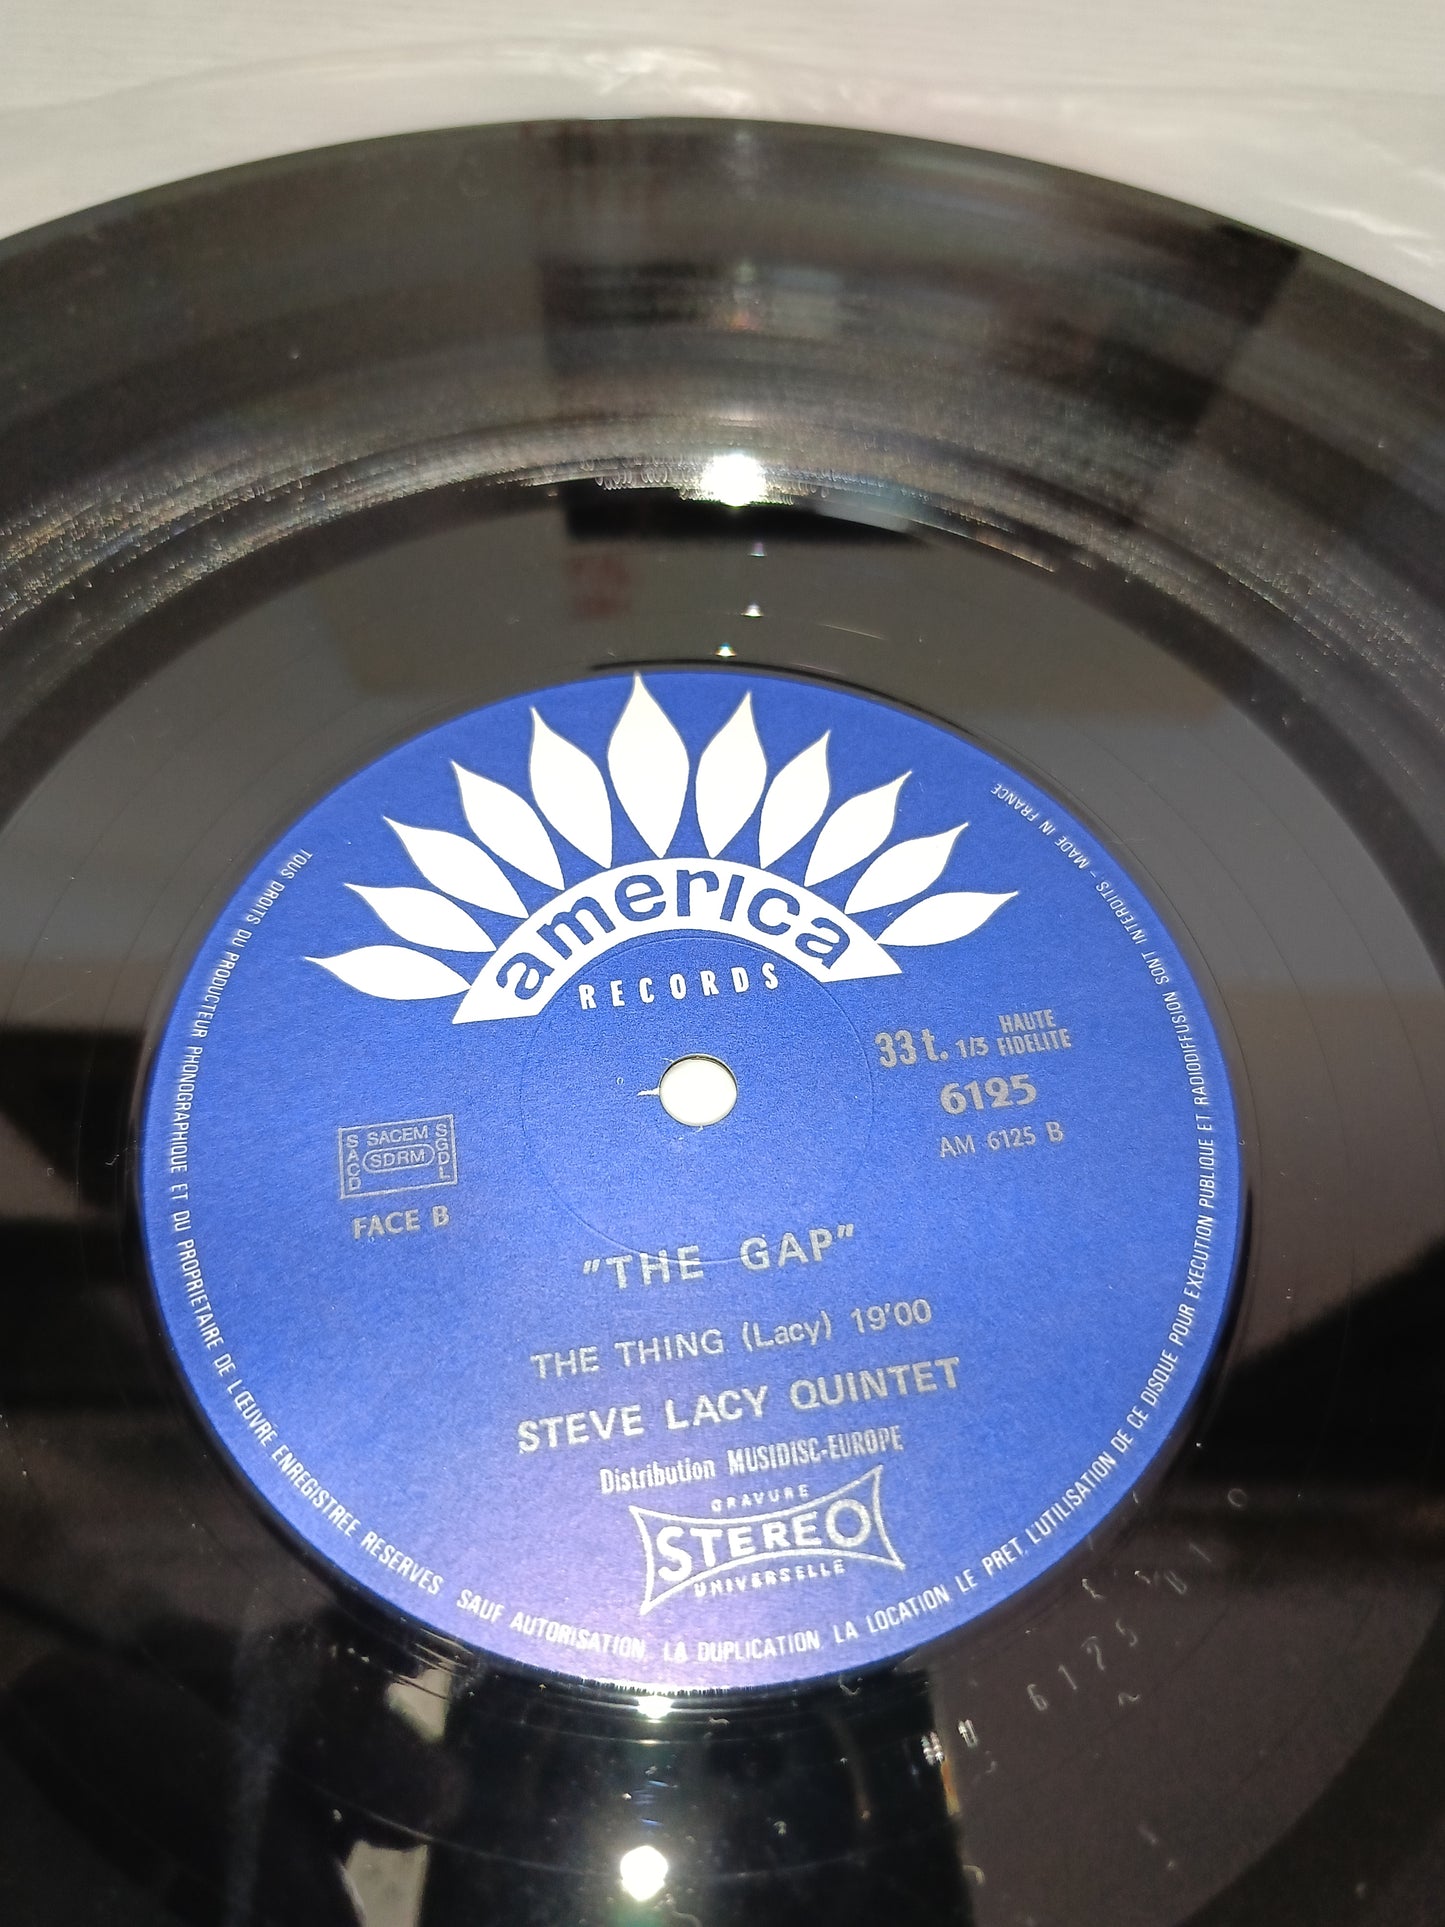 america
RECORDS
33 t. 1/3 HAUTE FIDELITE
6125
AM 6125 B
SACD
SACEM
SDRM
SGDL
FACE B
"THE GAP"
THE THING (Lacy) 19'00
STEVE LACY QUINTET
Distribution MUSIDISC-EUROPE
GRAVURE
STEREO
UNIVERSELLE
TOUS DROITS DU PRODUCTEUR PHONOGRAPHIQUE ET DU PROPRIETAIRE DE L'ŒUVRE ENREGISTREE RESERVES. SAUF AUTORISATION, LA DUPLICATION, LA LOCATION, LE PRET, L'UTILISATION DE CE DISQUE POUR EXECUTION PUBLIQUE ET RADIODIFFUSION SONT INTERDITS - MADE IN FRANCE